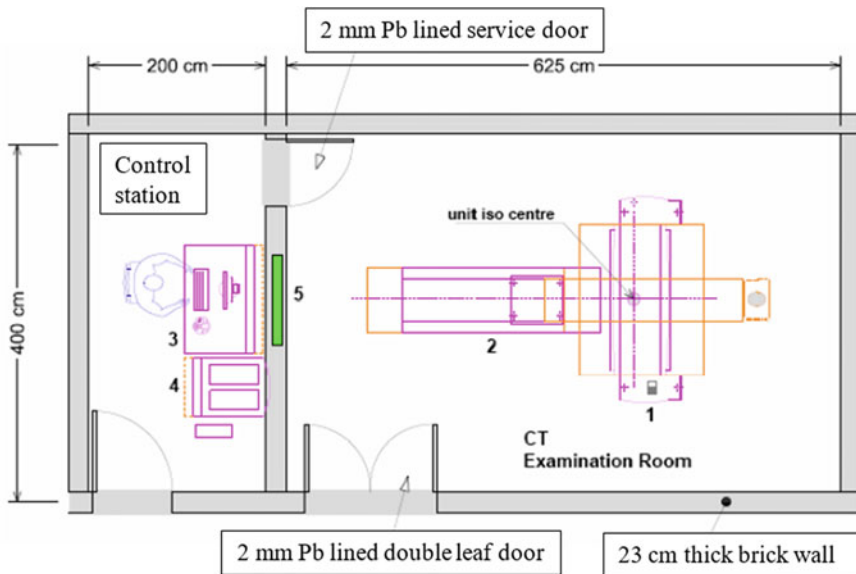 2 mm Pb lined service door
200 cm
625 cm
Control
station
unit iso centre
400 cm
5
3
2
4
1
CT
Examination Room
2 mm Pb lined double leaf door
23 cm thick brick wall